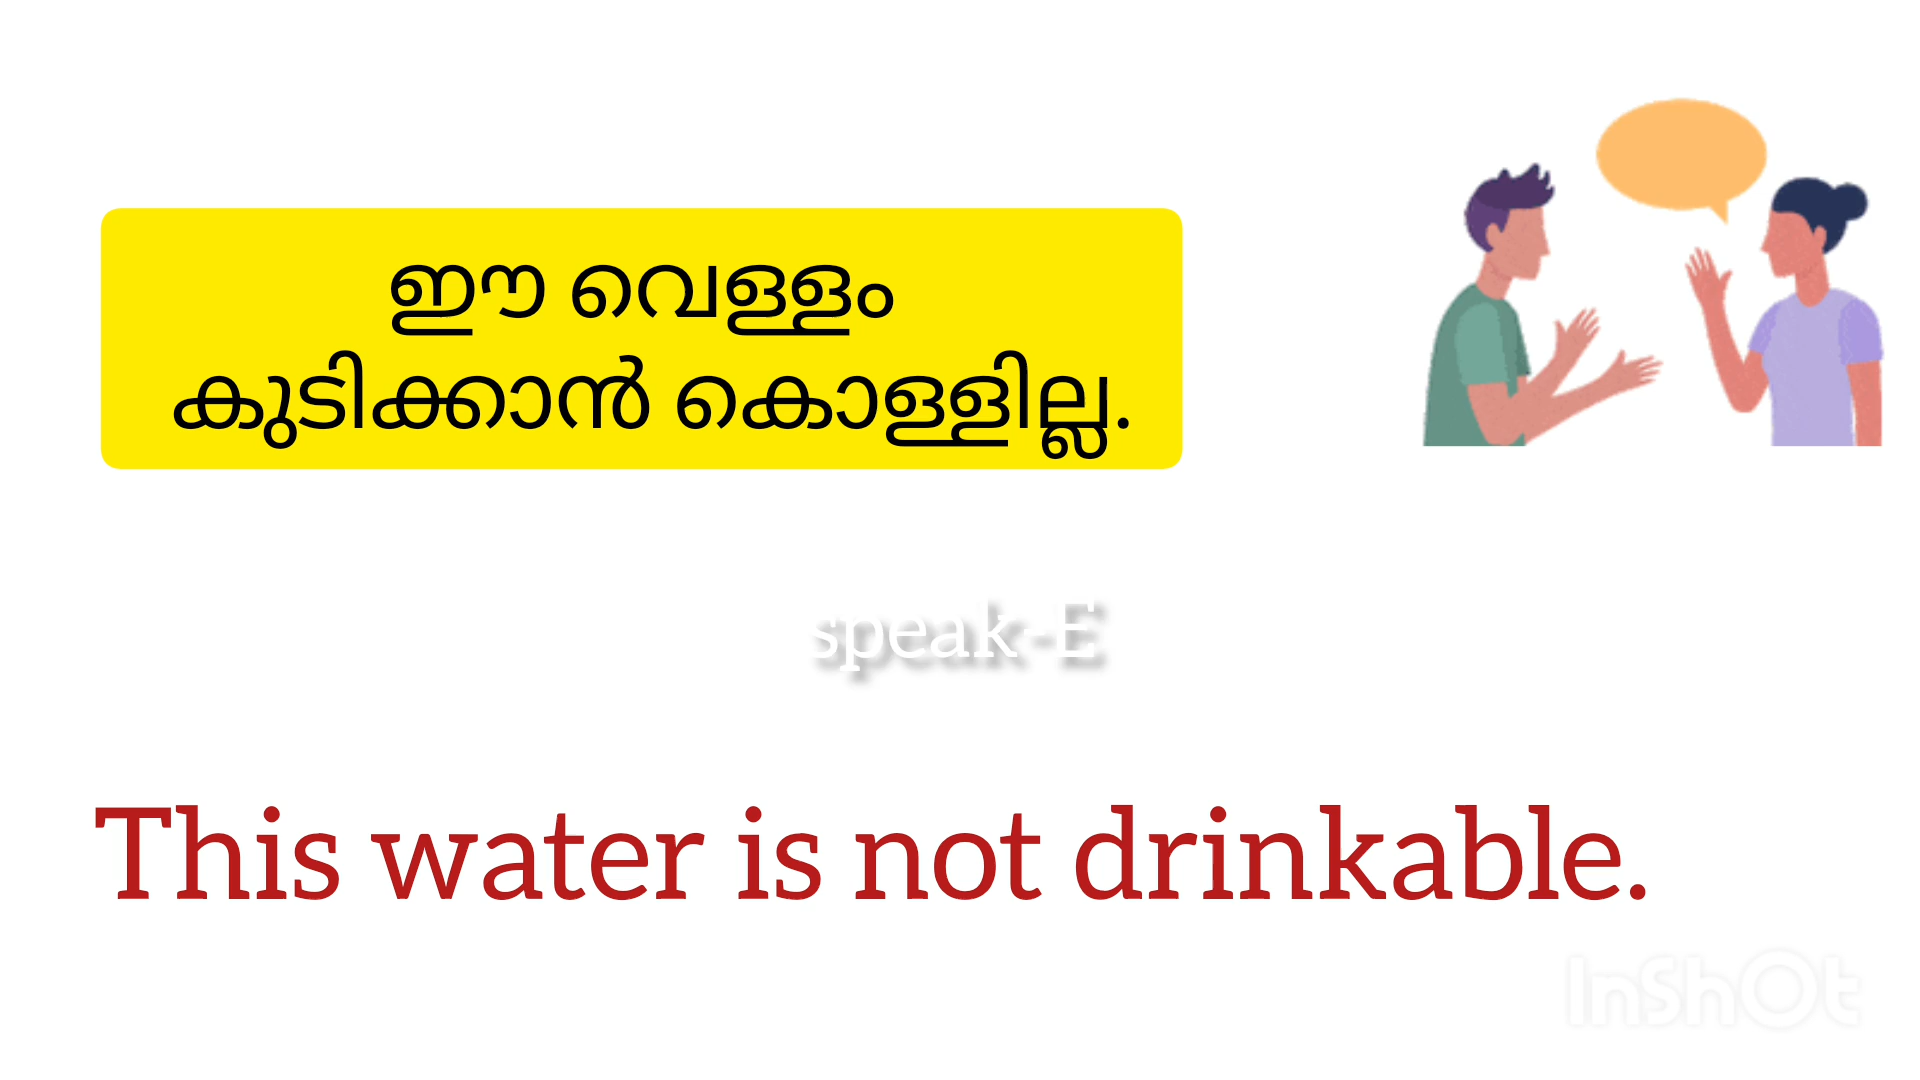 ഈ വെള്ളം
കുടിക്കാൻ കൊള്ളില്ല.
speak-E
This water is not drinkable.
InShOt